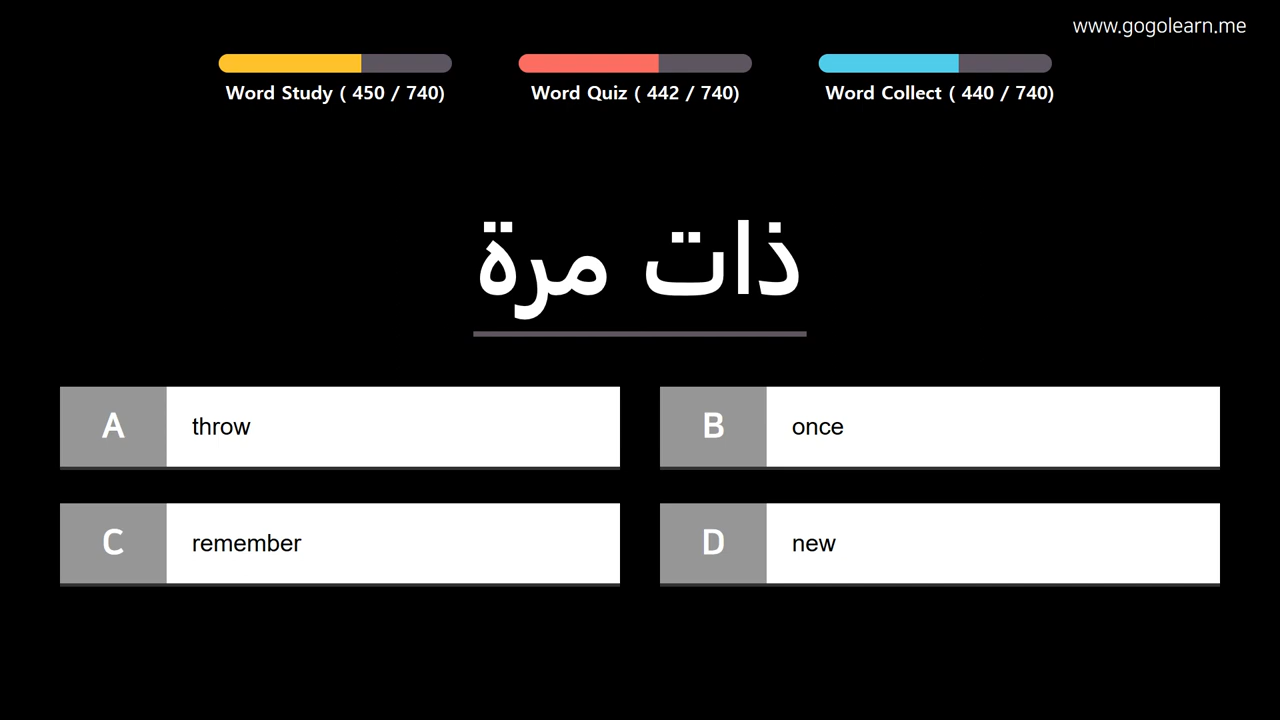 www.gogolearn.me
Word Study ( 450 / 740)
Word Quiz ( 442 / 740)
Word Collect ( 440 / 740)
ذات مرة
A throw
B once
C remember
D new